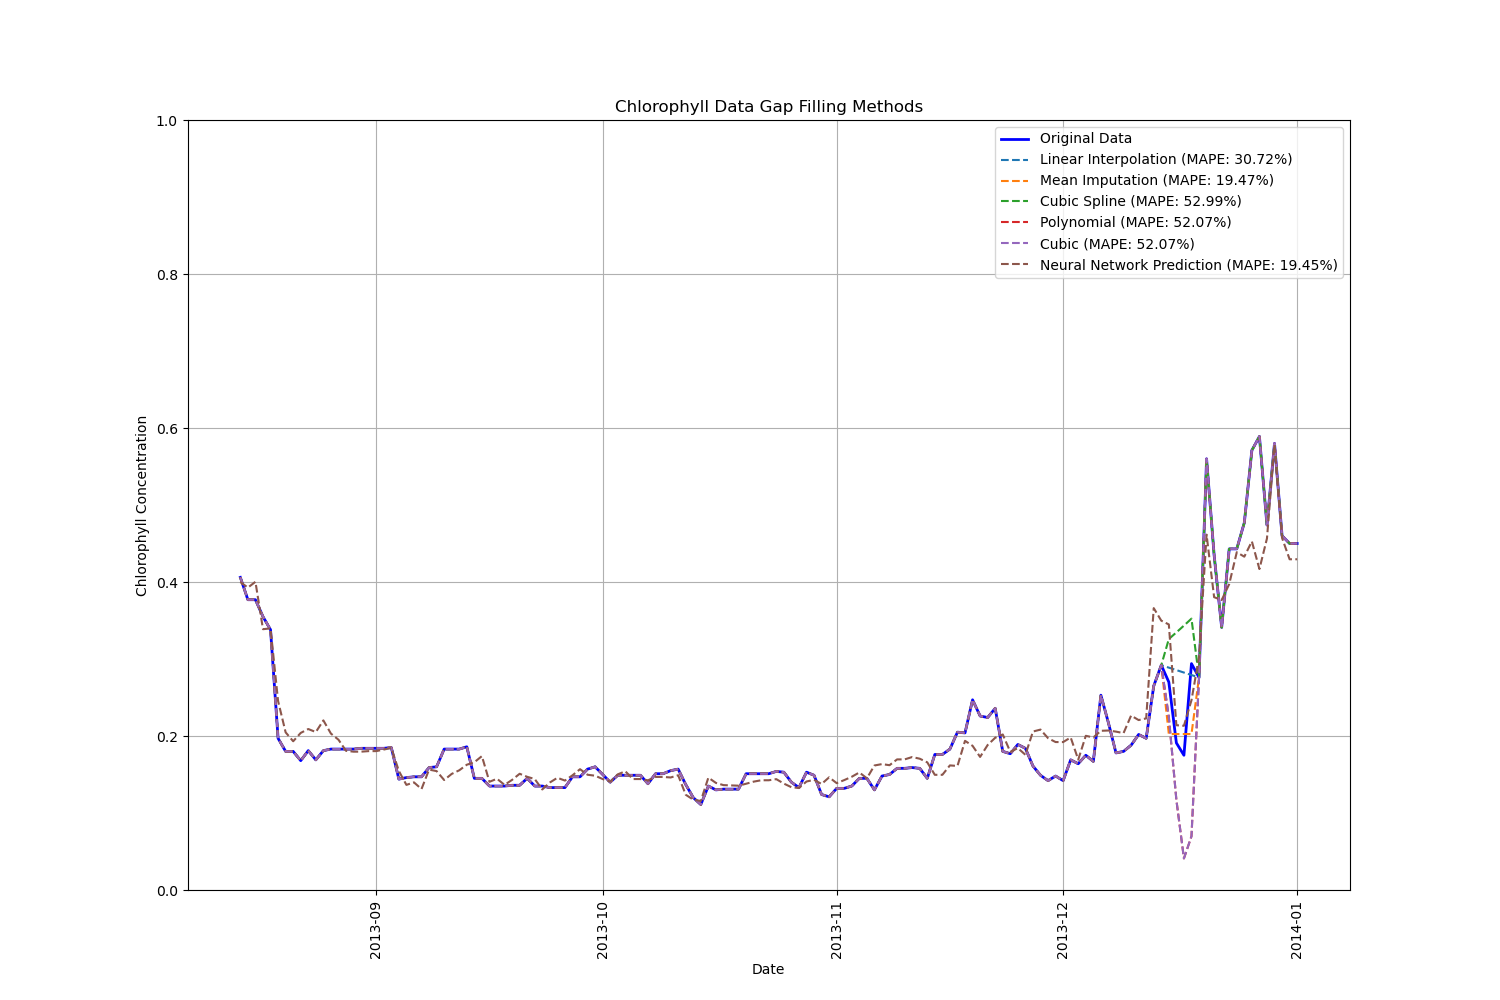 Chlorophyll Data Gap Filling Methods
1.0
0.8
0.6
0.4
0.2
0.0
Chlorophyll Concentration
Original Data
Linear Interpolation (MAPE: 30.72%)
Mean Imputation (MAPE: 19.47%)
Cubic Spline (MAPE: 52.99%)
Polynomial (MAPE: 52.07%)
Cubic (MAPE: 52.07%)
Neural Network Prediction (MAPE: 19.45%)
2013-09
2013-10
2013-11
2013-12
2014-01
Date